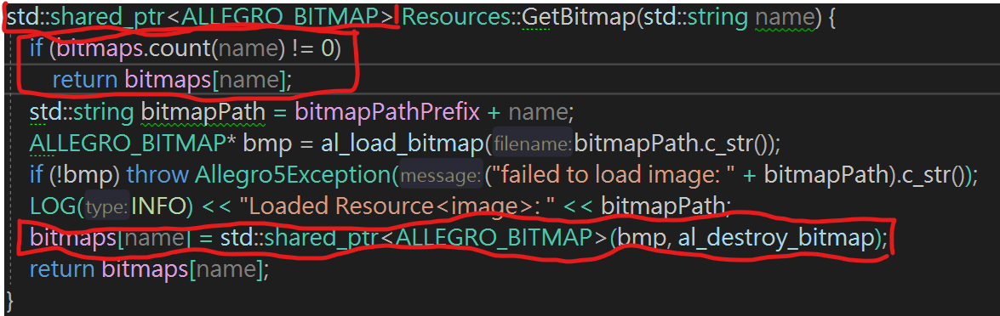 std::shared_ptr<ALLEGRO_BITMAP> Resources::GetBitmap(std::string name) {
if (bitmaps.count(name) != 0)
return bitmaps[name];
std::string bitmapPath = bitmapPathPrefix + name;
ALLEGRO_BITMAP* bmp = al_load_bitmap(filename:bitmapPath.c_str());
if (!bmp) throw Allegro5Exception(message:("failed to load image: " + bitmapPath).c_str());
LOG(type:INFO) << "Loaded Resource<image>: " << bitmapPath;
bitmaps[name] = std::shared_ptr<ALLEGRO_BITMAP>(bmp, al_destroy_bitmap);
return bitmaps[name];
}